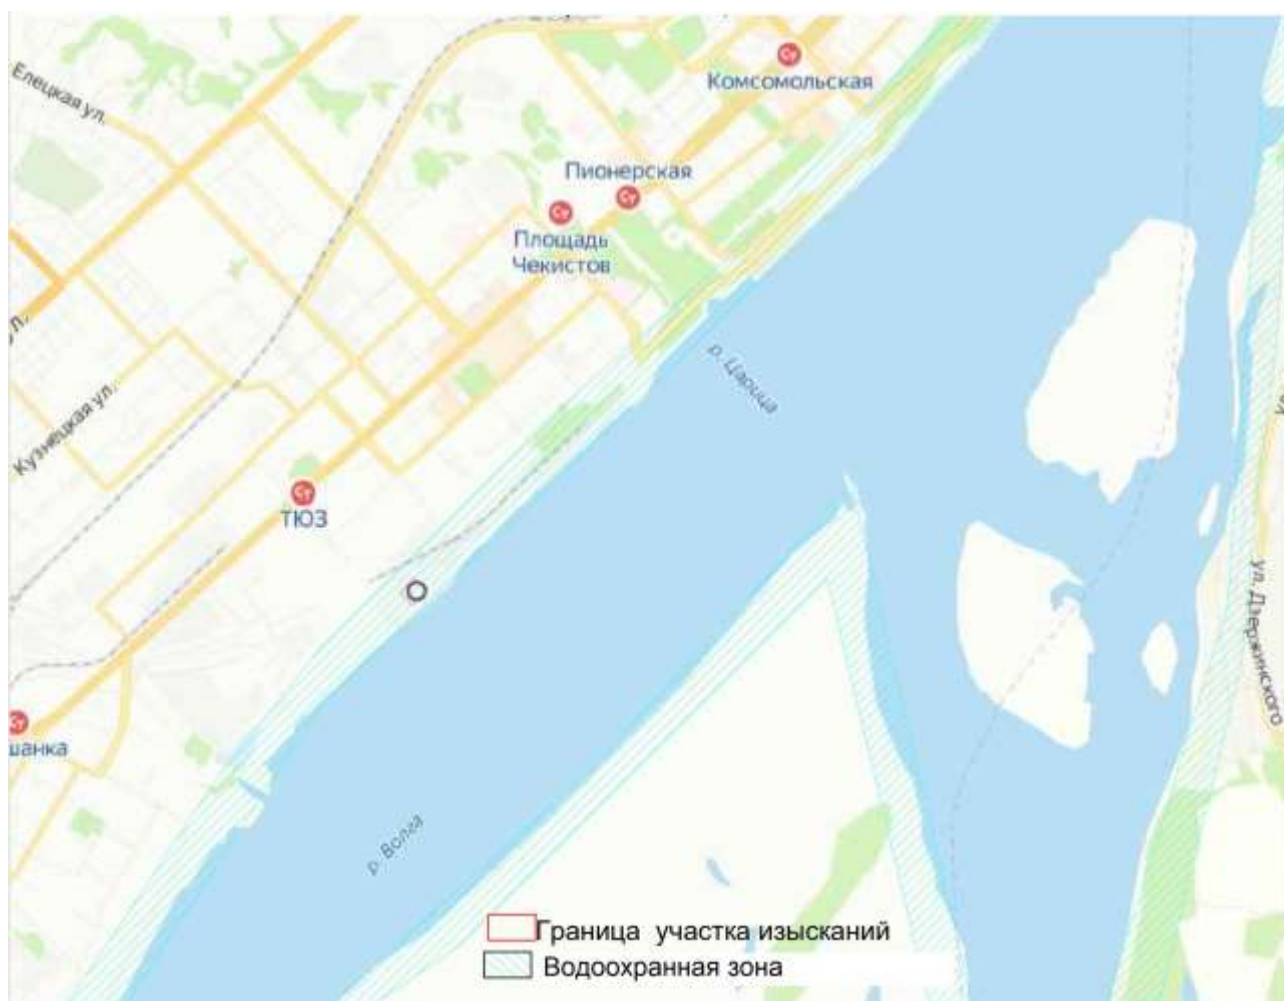 Елецкая ул.
Комсомольская
Пионерская
Площадь
Чекистов
ул.
р. Царица
Кузнецкая ул.
ТЮЗ
ул. Дзержинского
шанка
р. Волга
Граница участка изысканий
Водоохранная зона